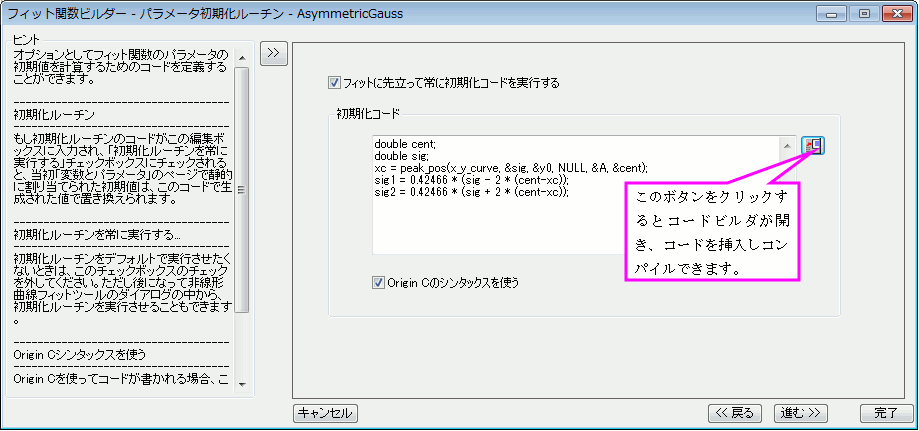 フィット関数ビルダー - パラメータ初期化ルーチン - AsymmetricGauss
ヒント
オプションとしてフィット関数のパラメータの
初期値を計算するためのコードを定義する
ことができます。
----------------------------------
初期化ルーチン
----------------------------------
もし初期化ルーチンのコードがこの編集ボ
ックスに入力され、「初期化ルーチンを常に
実行する」チェックボックスにチェックされる
と、当初「変数とパラメータ」のページで静的
に割り当てられた初期値は、このコードで生
成された値で置き換えられます。
----------------------------------
初期化ルーチンを常に実行する...
----------------------------------
初期化ルーチンをデフォルトで実行させたく
ないときは、このチェックボックスのチェック
を外してください。ただし後になって非線形
曲線フィットツールのダイアログの中から、
初期化ルーチンを実行させることもできます
。
----------------------------------
Origin Cシンタックスを使う
----------------------------------
Origin Cを使ってコードが書かれる場合、こ
>>
フィットに先立って常に初期化コードを実行する
初期化コード
double cent;
double sig;
xc = peak_pos(x_y_curve, &sig, &y0, NULL, &A, &cent);
sig1 = 0.42466 * (sig - 2 * (cent-xc));
sig2 = 0.42466 * (sig + 2 * (cent-xc));
このボタンをクリックす
るとコードビルダが開
き、コードを挿入しコン
パイルできます。
Origin Cのシンタックスを使う
キャンセル
<< 戻る
進む >>
完了